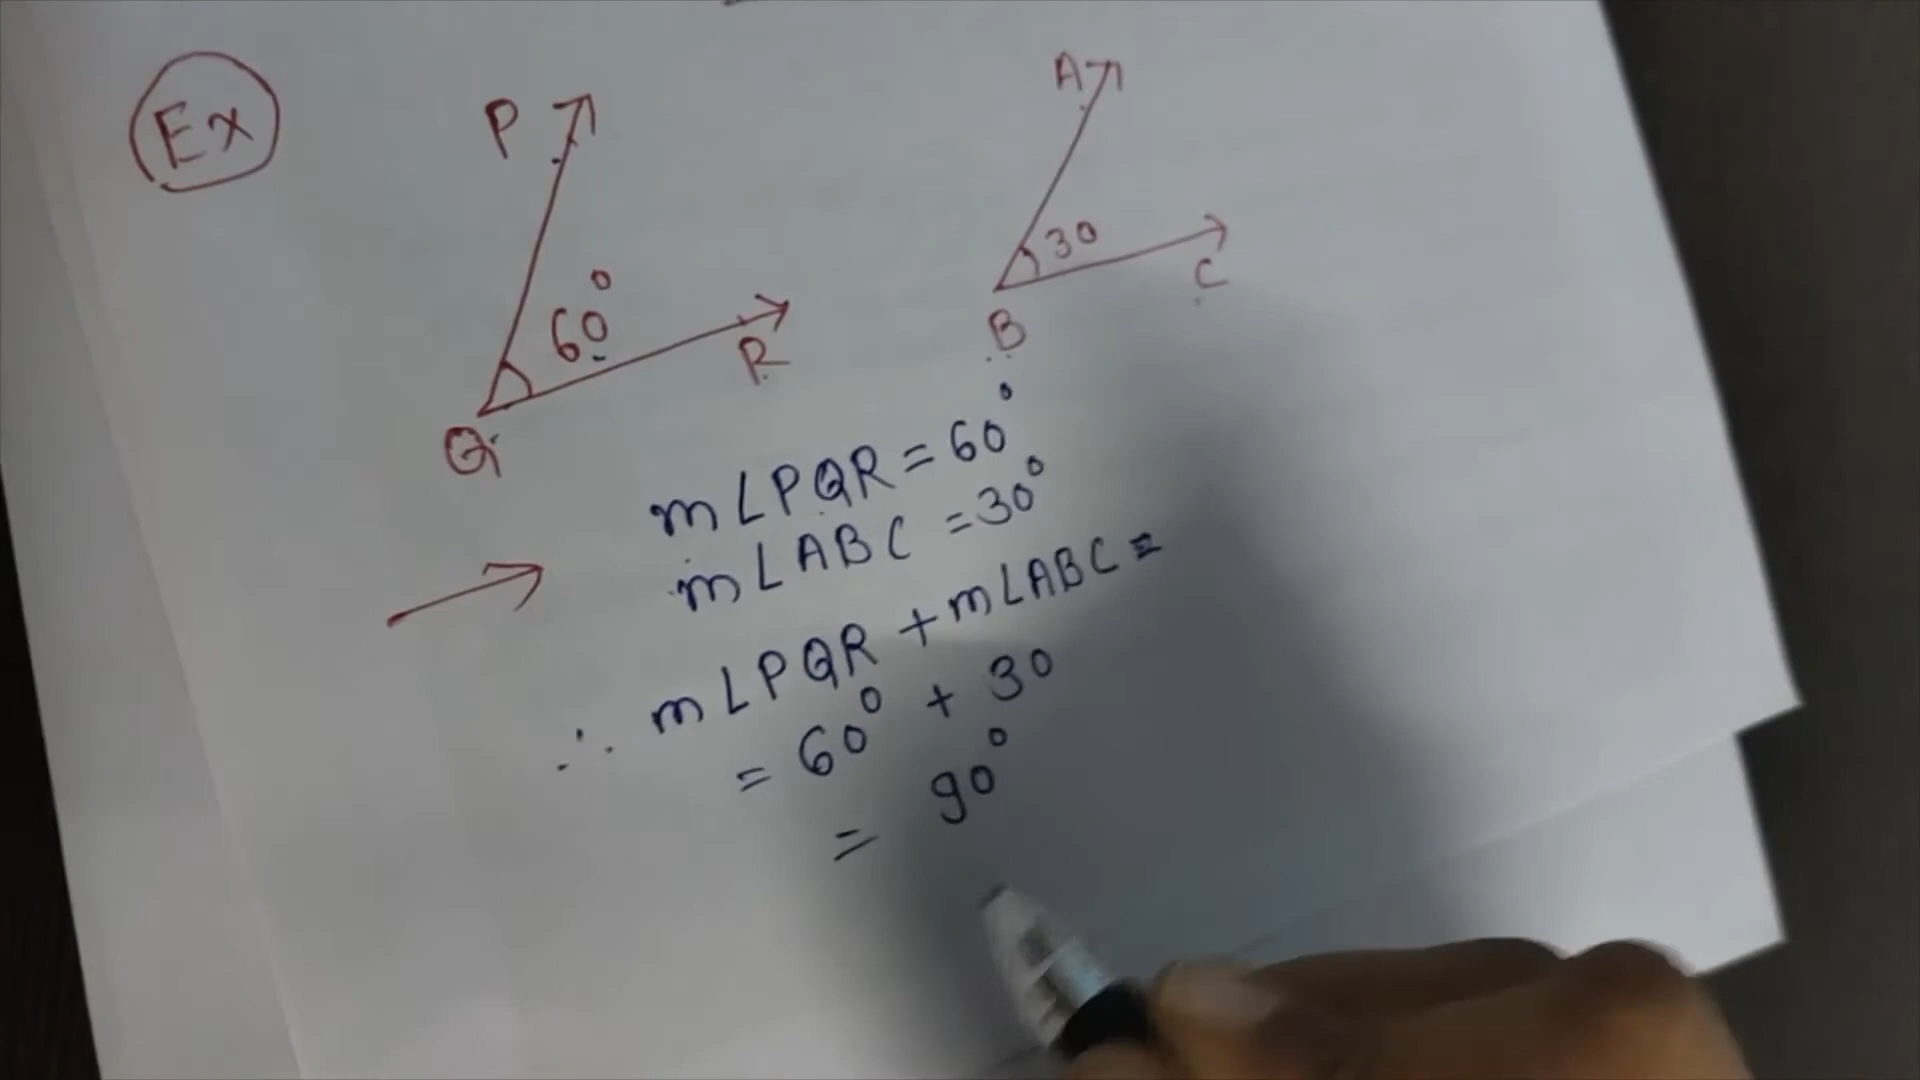 Ex
P
60°
R
Q
A
30
C
B
m∠PQR = 60°
m∠ABC = 30°
∴ m∠PQR + m∠ABC =
= 60° + 30
= 90°